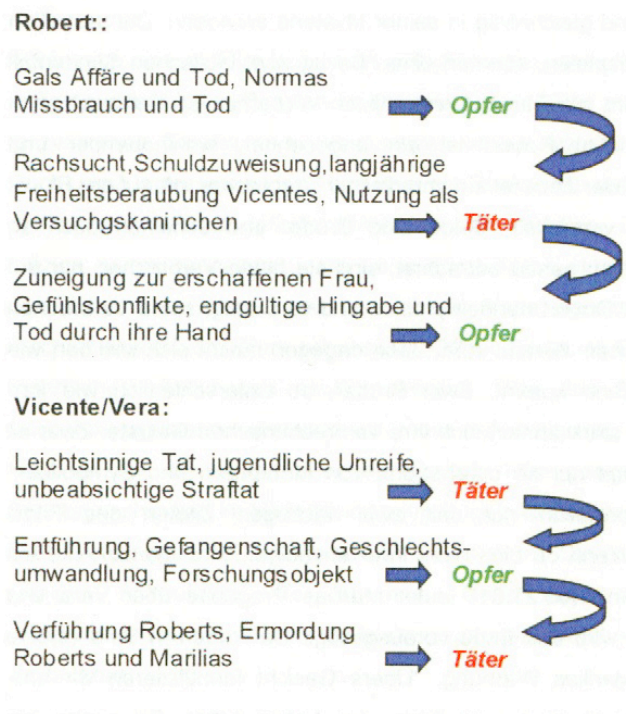 Robert::
Gals Affäre und Tod, Normas
Missbrauch und Tod Opfer
Rachsucht,Schuldzuweisung,langjährige
Freiheitsberaubung Vicentes, Nutzung als
Versuchgskaninchen Täter
Zuneigung zur erschaffenen Frau,
Gefühlskonflikte, endgültige Hingabe und
Tod durch ihre Hand Opfer
Vicente/Vera:
Leichtsinnige Tat, jugendliche Unreife,
unbeabsichtige Straftat Täter
Entführung, Gefangenschaft, Geschlechts-
umwandlung, Forschungsobjekt Opfer
Verführung Roberts, Ermordung
Roberts und Marilias Täter